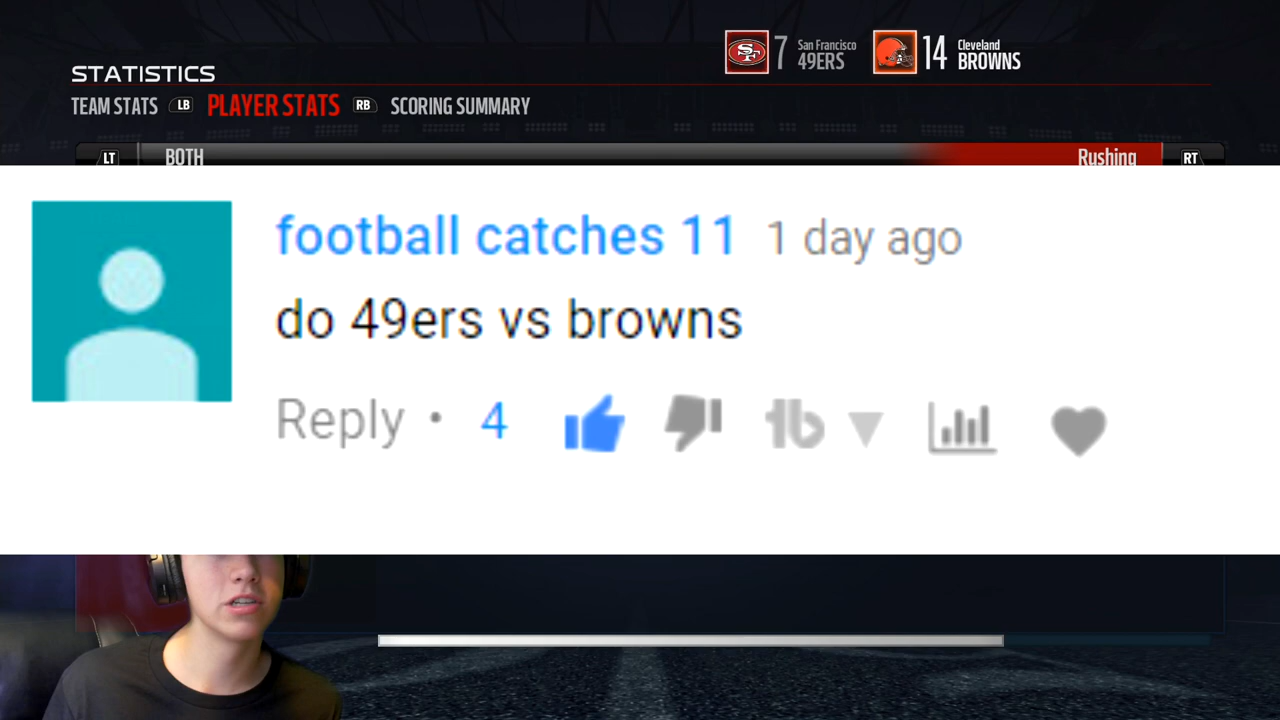 7 San Francisco 49ERS 14 Cleveland BROWNS
STATISTICS
TEAM STATS LB PLAYER STATS RB SCORING SUMMARY
LT BOTH Rushing RT
football catches 11 1 day ago
do 49ers vs browns
Reply • 4